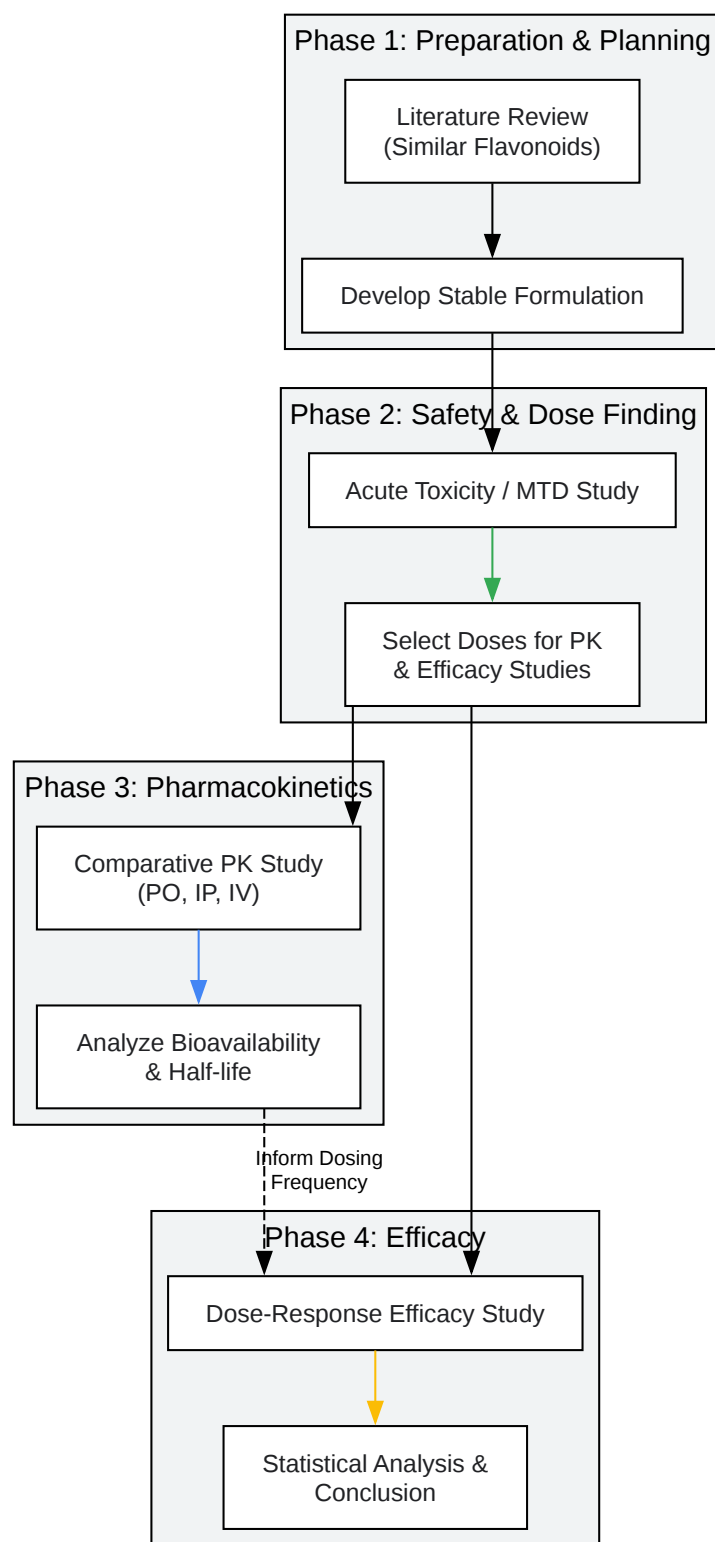 Phase 1: Preparation & Planning
Literature Review
(Similar Flavonoids)
Develop Stable Formulation
Phase 2: Safety & Dose Finding
Acute Toxicity / MTD Study
Select Doses for PK
& Efficacy Studies
Phase 3: Pharmacokinetics
Comparative PK Study
(PO, IP, IV)
Analyze Bioavailability
& Half-life
Inform Dosing
Frequency
Phase 4: Efficacy
Dose-Response Efficacy Study
Statistical Analysis &
Conclusion